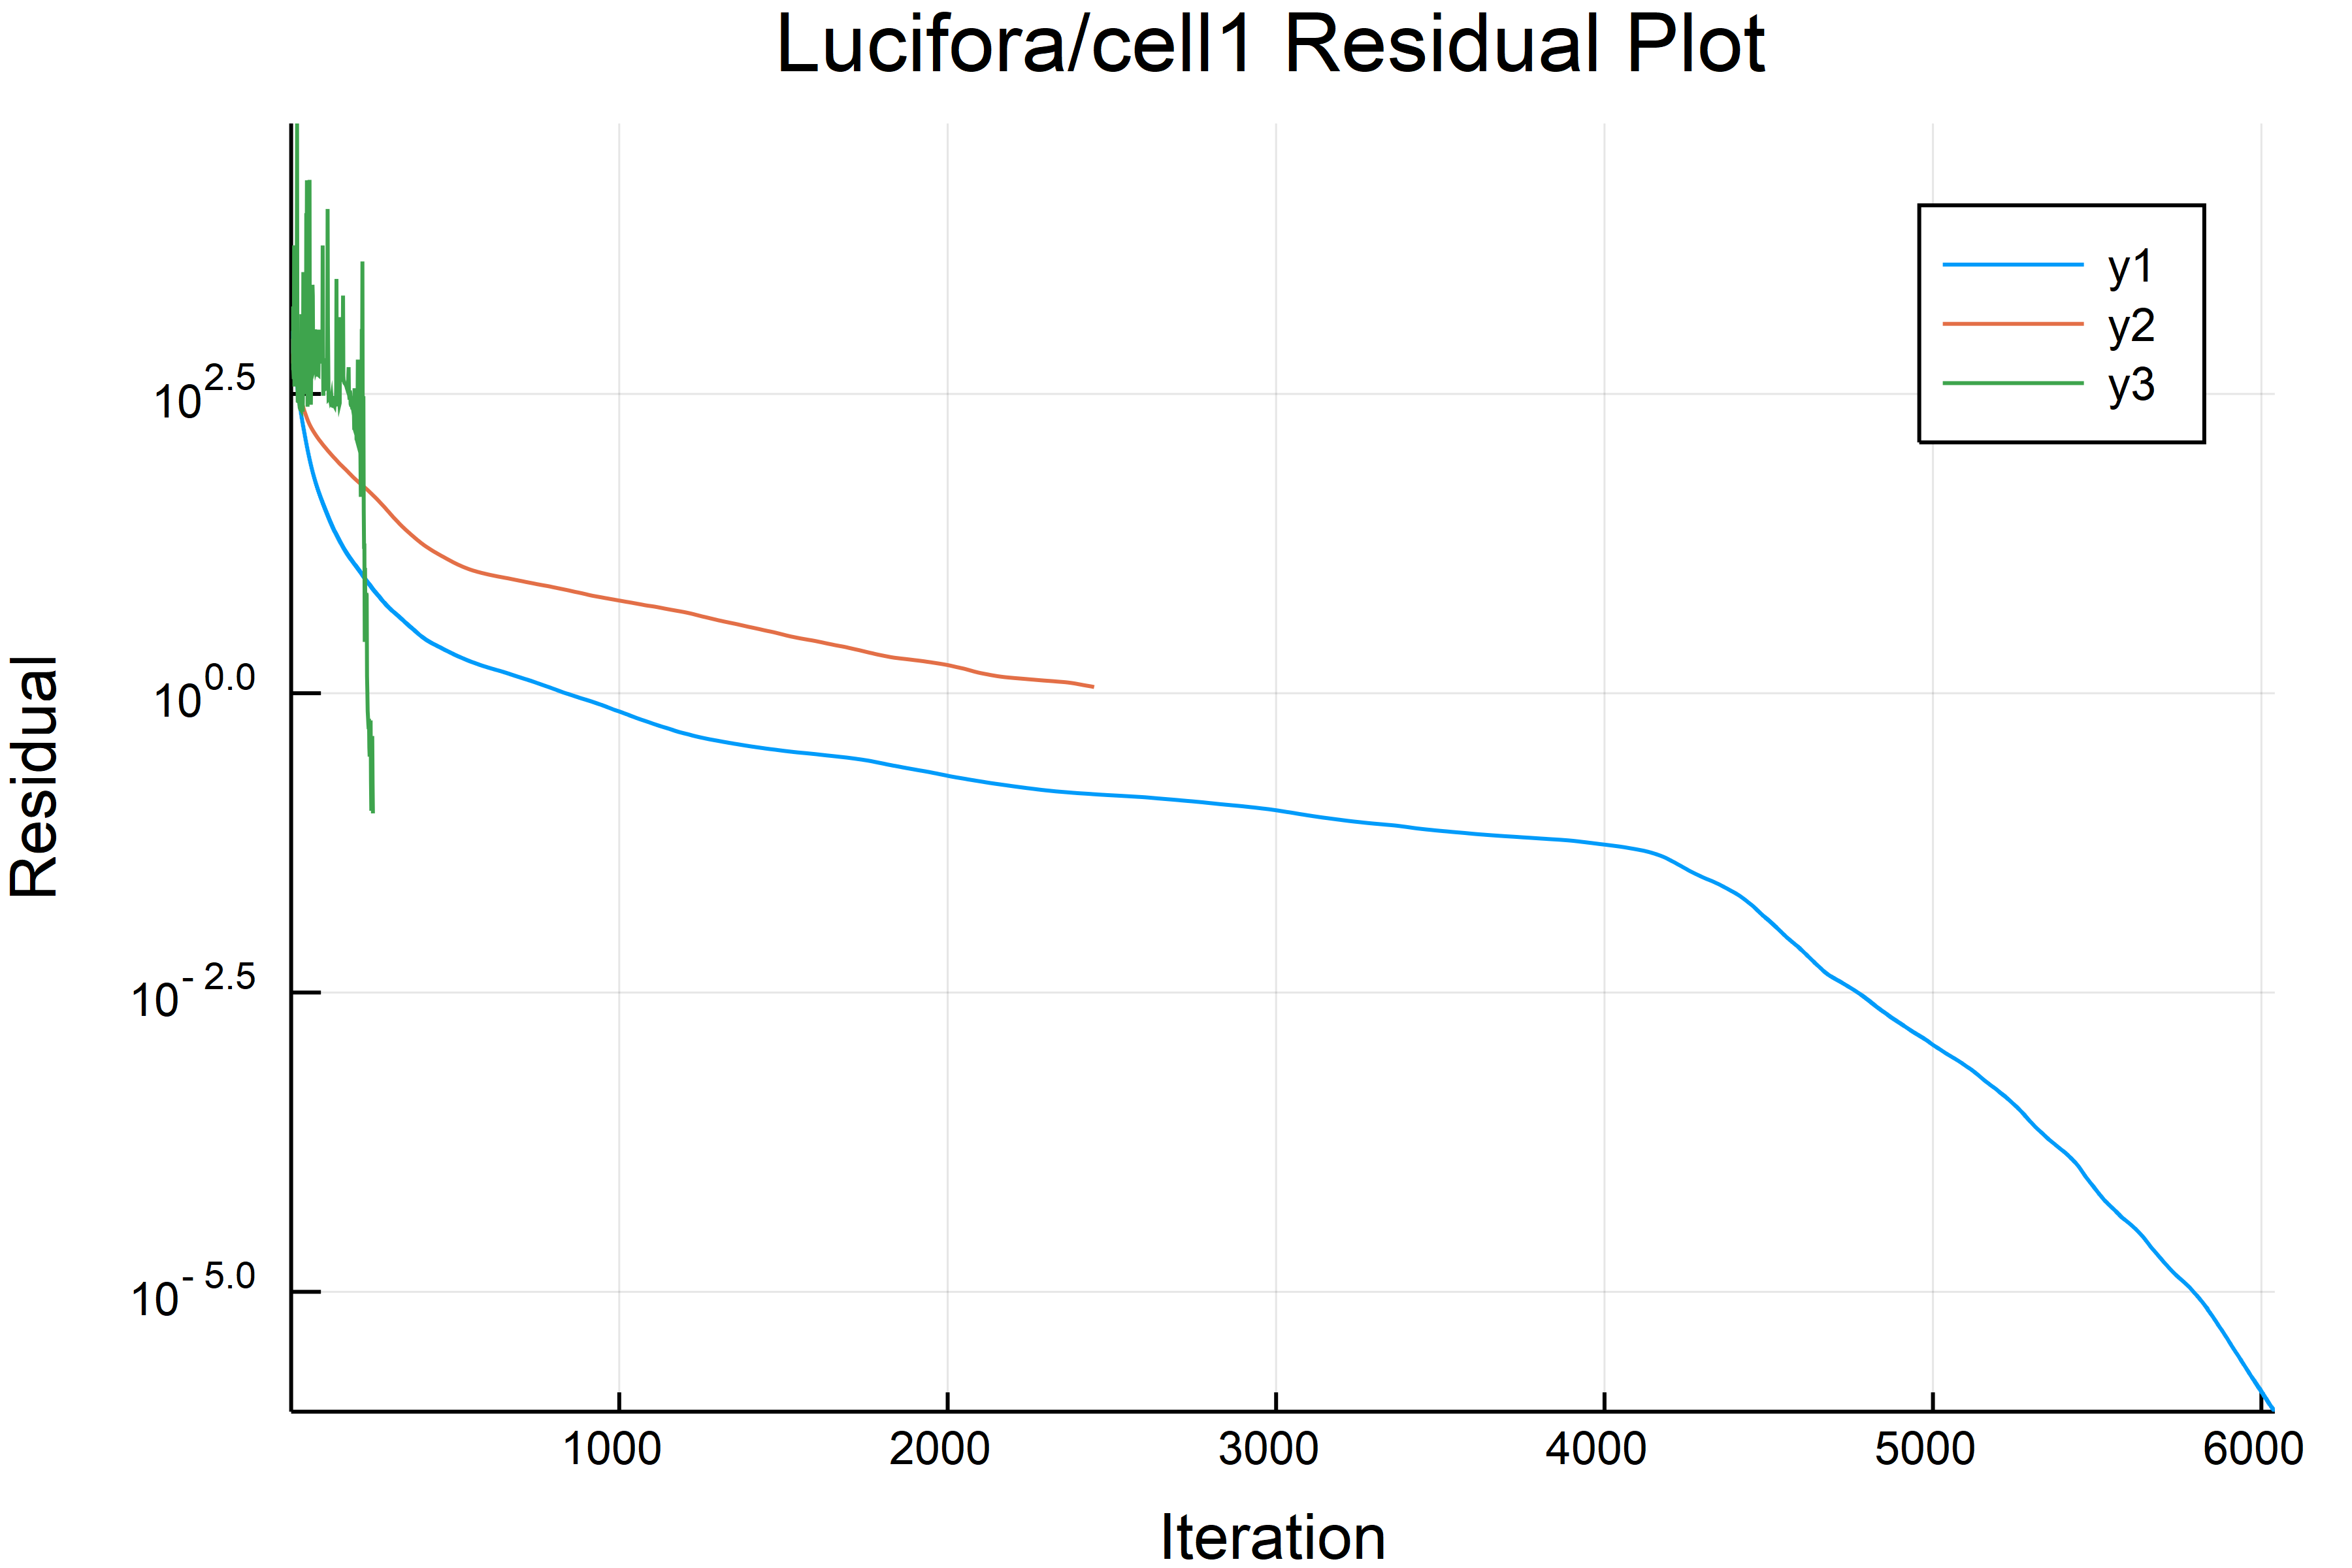 Lucifora/cell1 Residual Plot
y1
y2
y3
10^2.5
10^0.0
10^-2.5
10^-5.0
Residual
1000 2000 3000 4000 5000 6000
Iteration